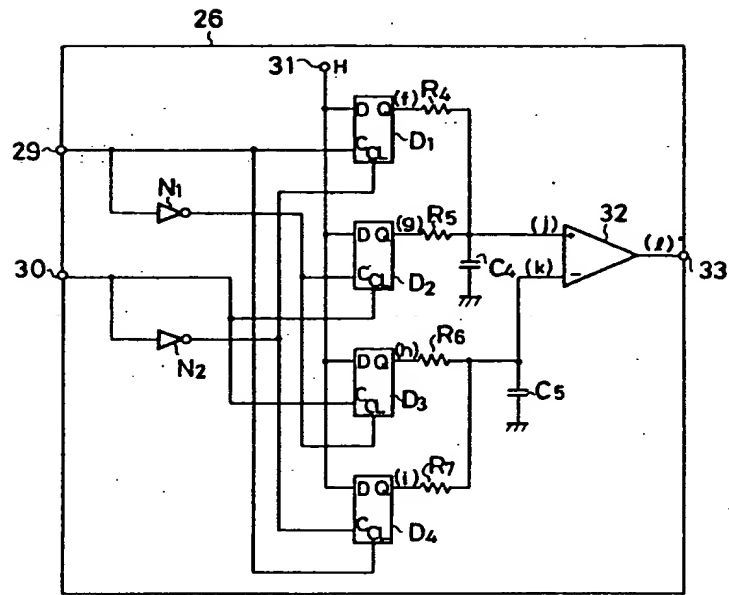 26
31 H
29
D Q (f) R4
C CL D1
N1
D Q (g) R5 (j) 32 (l)
+
30
C CL D2 C4 (k) − 33
N2
D Q (h) R6
C CL D3 C5
D Q (i) R7
C CL D4